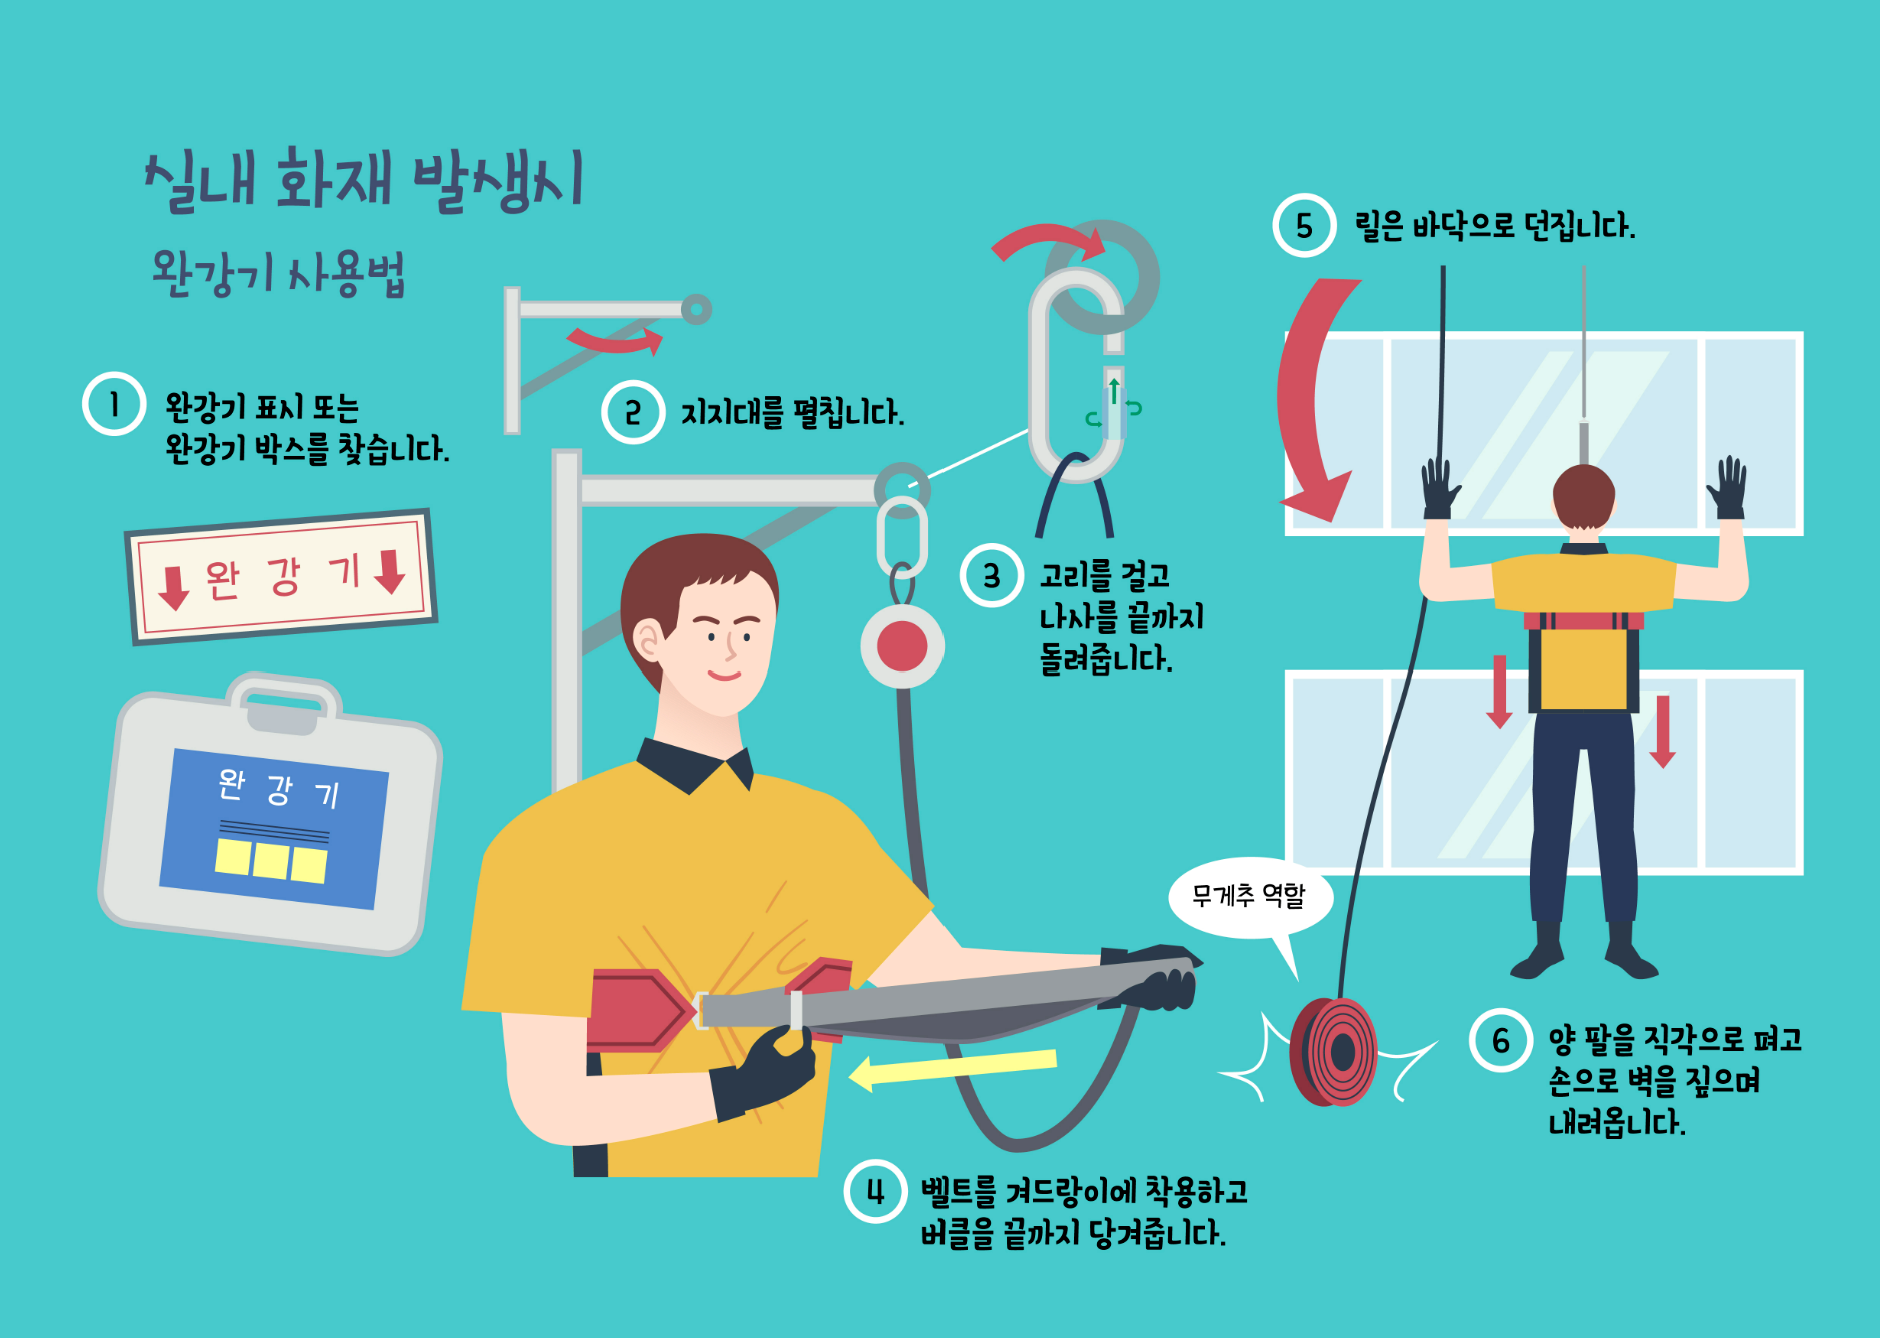 실내 화재 발생시
완강기 사용법
1
완강기 표시 또는
완강기 박스를 찾습니다.
↓완 강 기↓
완 강 기
2
지지대를 펼칩니다.
3
고리를 걸고
나사를 끝까지
돌려줍니다.
4
벨트를 겨드랑이에 착용하고
버클을 끝까지 당겨줍니다.
5
릴은 바닥으로 던집니다.
무게추 역할
6
양 팔을 직각으로 펴고
손으로 벽을 짚으며
내려옵니다.